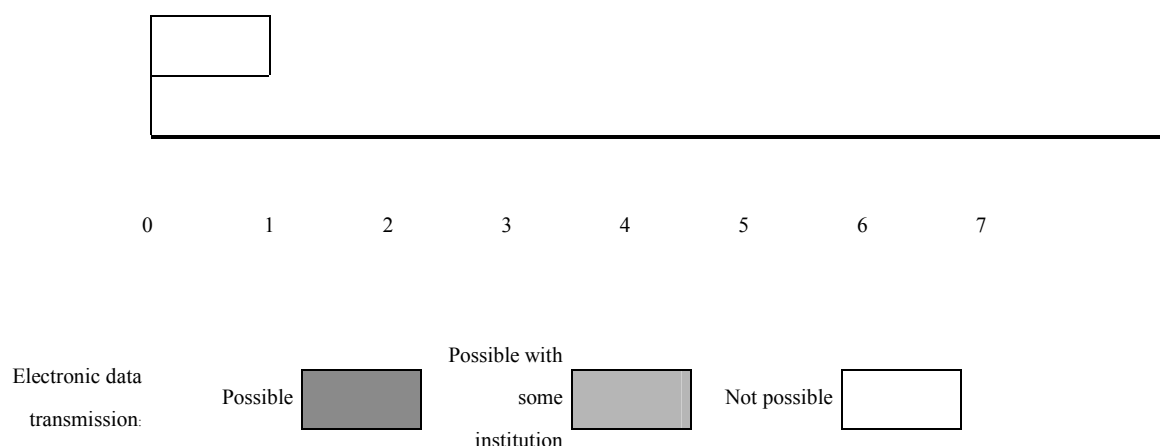 0 1 2 3 4 5 6 7
Electronic data
transmission:
Possible
Possible with
some
institution
Not possible